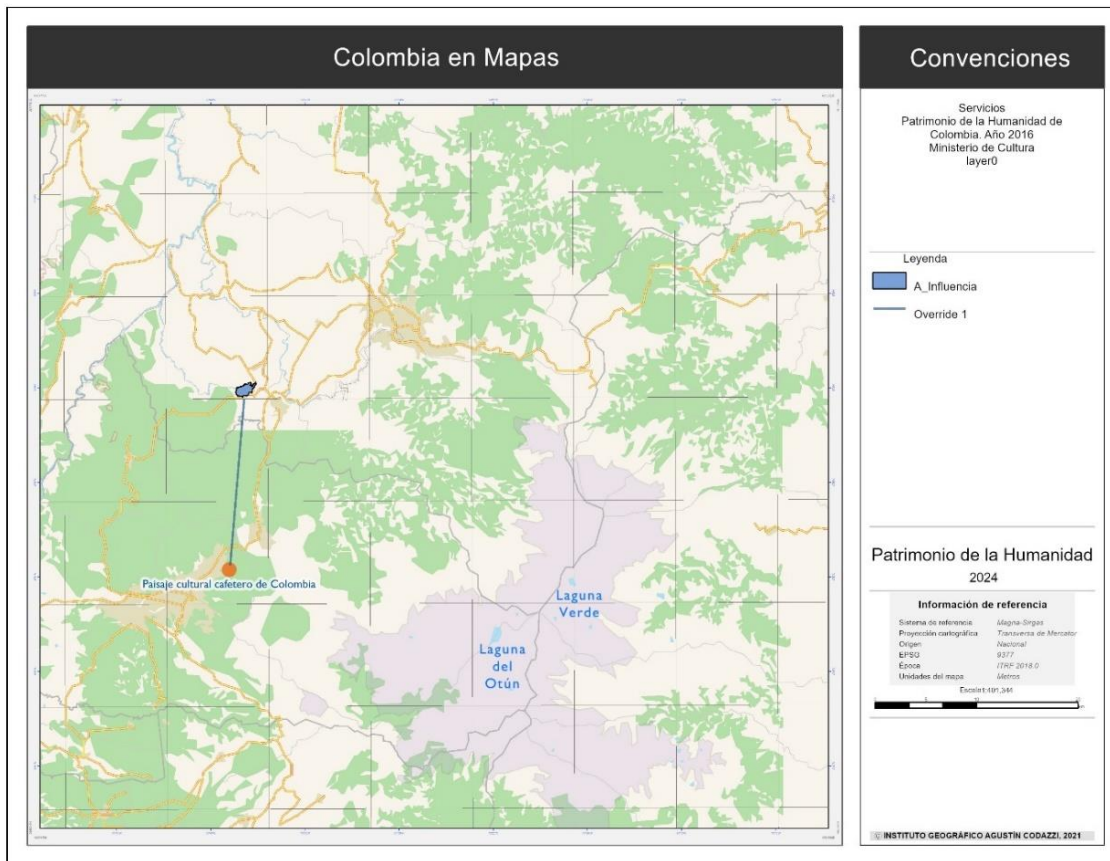 Colombia en Mapas
Paisaje cultural cafetero de Colombia
Laguna
Verde
Laguna
del
Otún
Convenciones
Servicios
Patrimonio de la Humanidad de
Colombia. Año 2016
Ministerio de Cultura
layer0
Leyenda
A_Influencia
Override 1
Patrimonio de la Humanidad
2024
Información de referencia
Sistema de referencia Magna-Sirgas
Proyección cartográfica Transversa de Mercator
Origen Nacional
EPSG 9377
Época ITRF 2018.0
Unidades del mapa Metros
© INSTITUTO GEOGRÁFICO AGUSTÍN CODAZZI, 2021